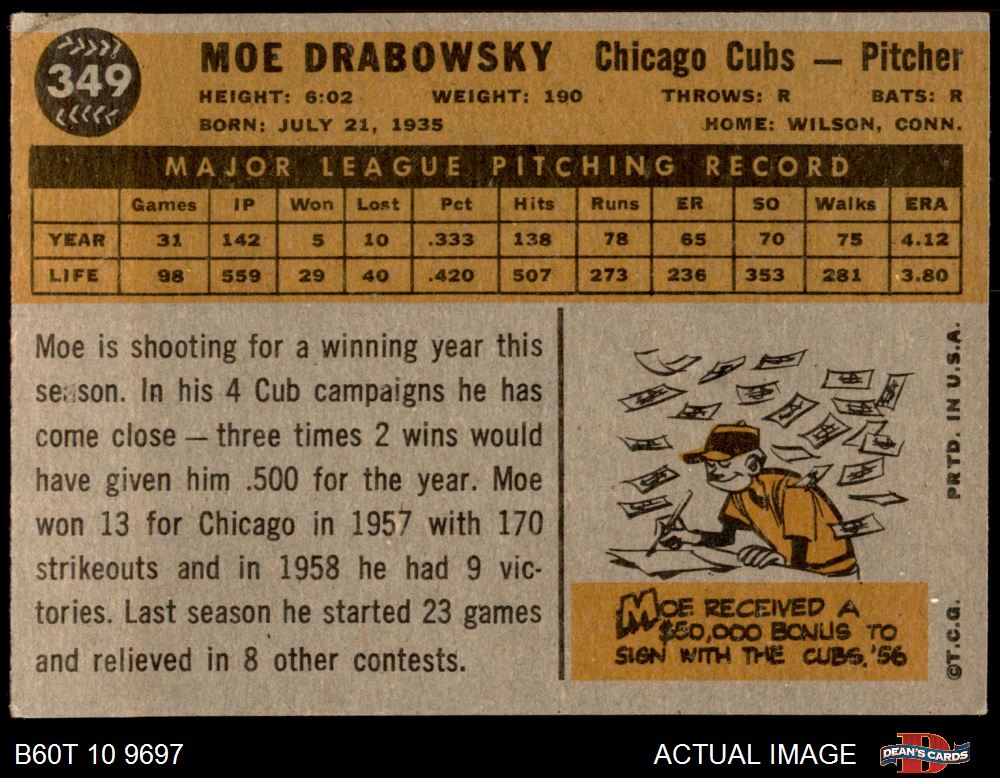 349
MOE DRABOWSKY Chicago Cubs — Pitcher
HEIGHT: 6:02 WEIGHT: 190 THROWS: R BATS: R
BORN: JULY 21, 1935 HOME: WILSON, CONN.
MAJOR LEAGUE PITCHING RECORD
Games IP Won Lost Pct Hits Runs ER SO Walks ERA
YEAR 31 142 5 10 .333 138 78 65 70 75 4.12
LIFE 98 559 29 40 .420 507 273 236 353 281 3.80
Moe is shooting for a winning year this
season. In his 4 Cub campaigns he has
come close — three times 2 wins would
have given him .500 for the year. Moe
won 13 for Chicago in 1957 with 170
strikeouts and in 1958 he had 9 vic-
tories. Last season he started 23 games
and relieved in 8 other contests.
MOE RECEIVED A
$50,000 BONUS TO
SIGN WITH THE CUBS, '56
©T.C.G. PRTD. IN U.S.A.
B60T 10 9697 ACTUAL IMAGE DEAN'S CARDS